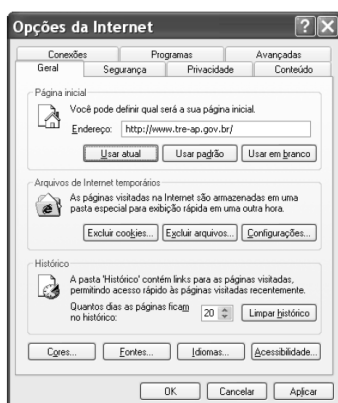 Opções da Internet
Conexões Programas Avançadas
Geral Segurança Privacidade Conteúdo
Página inicial
Você pode definir qual será a sua página inicial.
Endereço: http://www.tre-ap.gov.br/
Usar atual Usar padrão Usar em branco
Arquivos de Internet temporários
As páginas visitadas na Internet são armazenadas em uma
pasta especial para exibição rápida em uma outra hora.
Excluir cookies... Excluir arquivos... Configurações...
Histórico
A pasta 'Histórico' contém links para as páginas visitadas,
permitindo acesso rápido às páginas visitadas recentemente.
Quantos dias as páginas ficam
no histórico: 20 Limpar histórico
Cores... Fontes... Idiomas... Acessibilidade...
OK Cancelar Aplicar